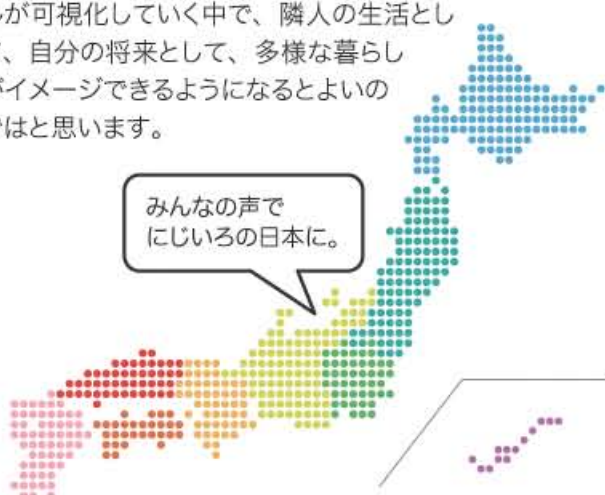 が可視化していく中で、隣人の生活とし
、自分の将来として、多様な暮らし
イメージできるようになるとよいの
はと思います。
みんなの声で
にじいろの日本に。